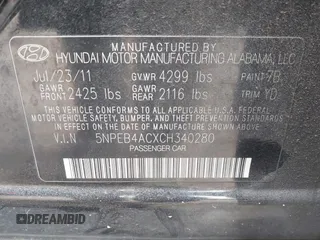 MANUFACTURED BY
HYUNDAI MOTOR MANUFACTURING ALABAMA, LLC
Jul/23/11 G.V.WR 4299 lbs PAINT 7B
GAWR FRONT 2425 lbs GAWR REAR 2116 lbs TRIM YD
THIS VEHICLE CONFORMS TO ALL APPLICABLE U.S. FEDERAL MOTOR
VEHICLE SAFETY, BUMPER, AND THEFT PREVENTION STANDARDS
IN EFFECT ON THE DATE OF MANUFACTURE SHOWN ABOVE.
V.I.N 5NPEB4ACXCH340280
PASSENGER CAR
DREAMBID